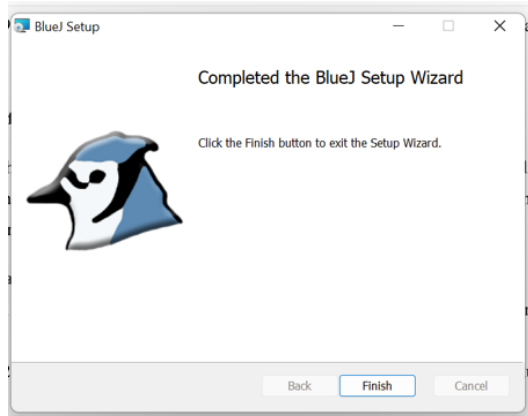 BlueJ Setup
Completed the BlueJ Setup Wizard
Click the Finish button to exit the Setup Wizard.
Back
Finish
Cancel